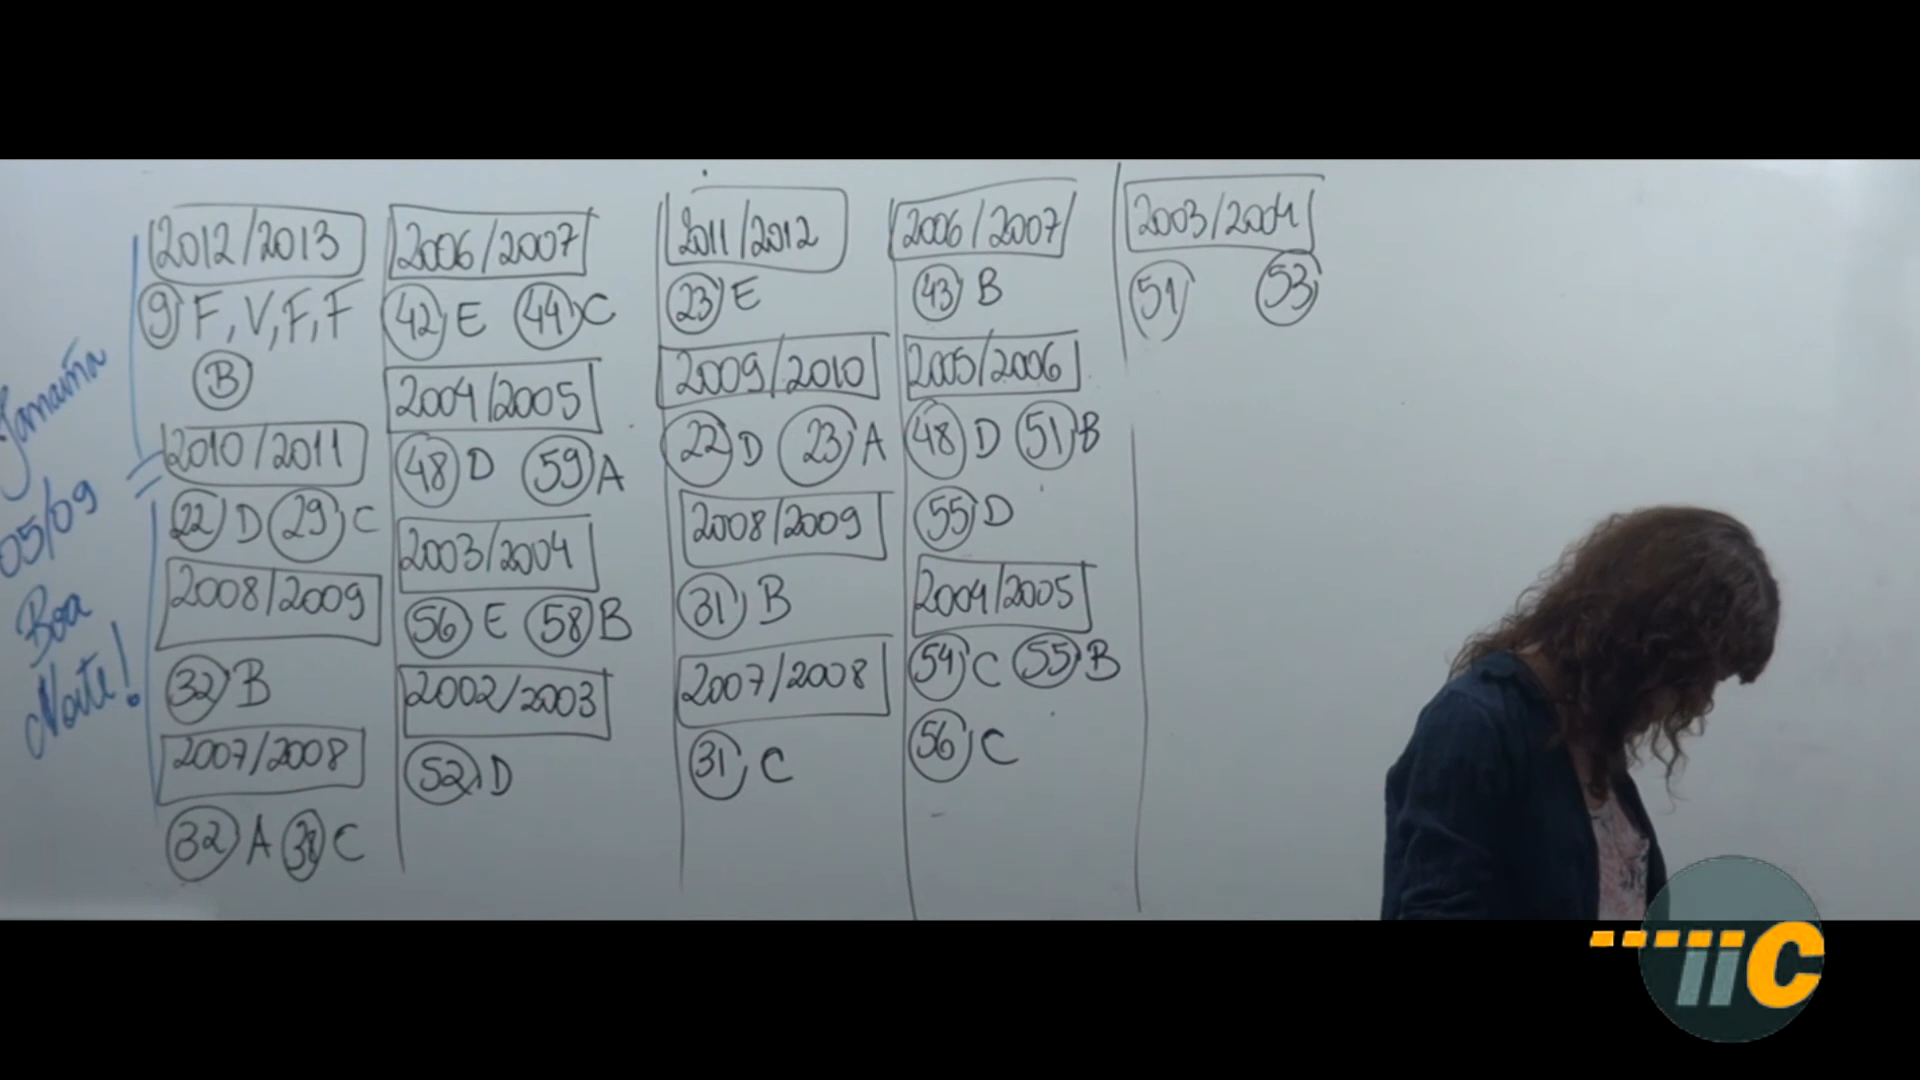 Janaína
05/09
Boa
Noite!
2012/2013
9 F, V, F, F
B
2010/2011
22 D 29 C
2008/2009
32 B
2007/2008
32 A 38 C
2006/2007
42 E 44 C
2004/2005
48 D 59 A
2003/2004
56 E 58 B
2002/2003
52 D
2011/2012
23 E
2009/2010
22 D 23 A
2008/2009
31 B
2007/2008
31 C
2006/2007
43 B
2005/2006
48 D 51 B
55 D
2004/2005
54 C 55 B
56 C
2003/2004
51 53
iiC